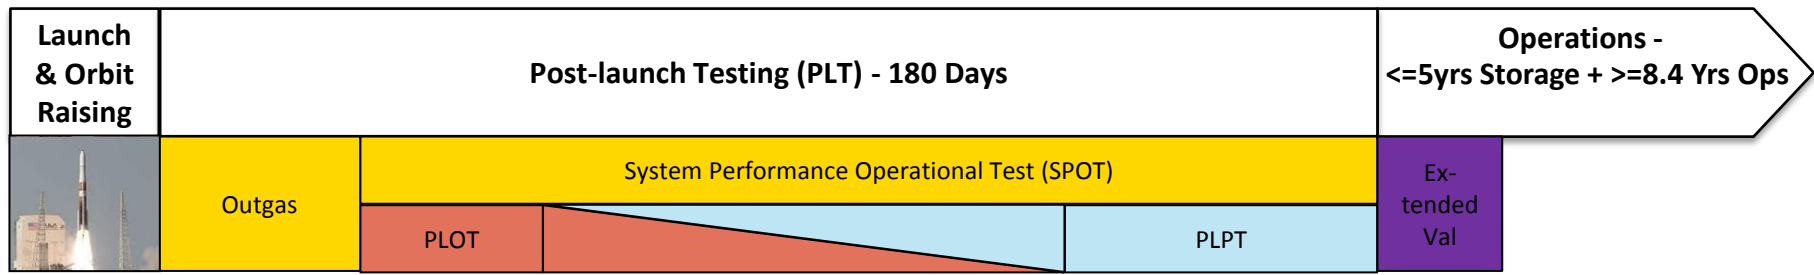 Launch
& Orbit
Raising
Post-launch Testing (PLT) - 180 Days
Operations -
<=5yrs Storage + >=8.4 Yrs Ops
Outgas
System Performance Operational Test (SPOT)
PLOT
PLPT
Ex-
tended
Val